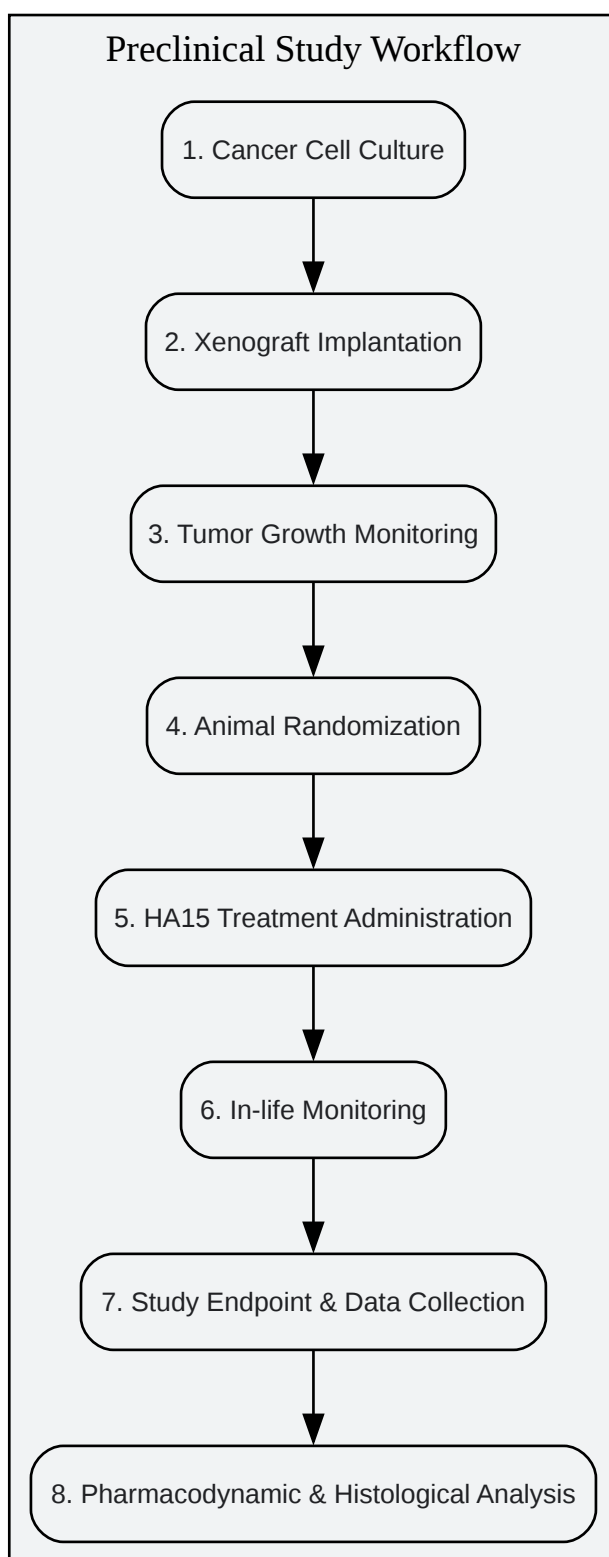 Preclinical Study Workflow
1. Cancer Cell Culture
2. Xenograft Implantation
3. Tumor Growth Monitoring
4. Animal Randomization
5. HA15 Treatment Administration
6. In-life Monitoring
7. Study Endpoint & Data Collection
8. Pharmacodynamic & Histological Analysis